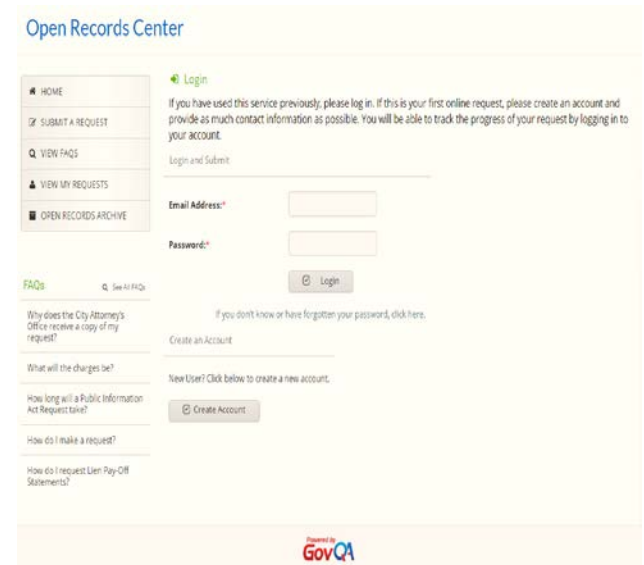 Open Records Center
HOME
SUBMIT A REQUEST
VIEW FAQS
VIEW MY REQUESTS
OPEN RECORDS ARCHIVE
FAQs
See All FAQs
Why does the City Attorney's
Office receive a copy of my
request?
What will the charges be?
How long will a Public Information
Act Request take?
How do I make a request?
How do I request Lien Pay-Off
Statements?
Login
If you have used this service previously, please log in. If this is your first online request, please create an account and
provide as much contact information as possible. You will be able to track the progress of your request by logging in to
your account.
Login and Submit
Email Address:*
Password:*
Login
If you don't know or have forgotten your password, click here.
Create an Account
New User? Click below to create a new account.
Create Account
Powered by
GovQA